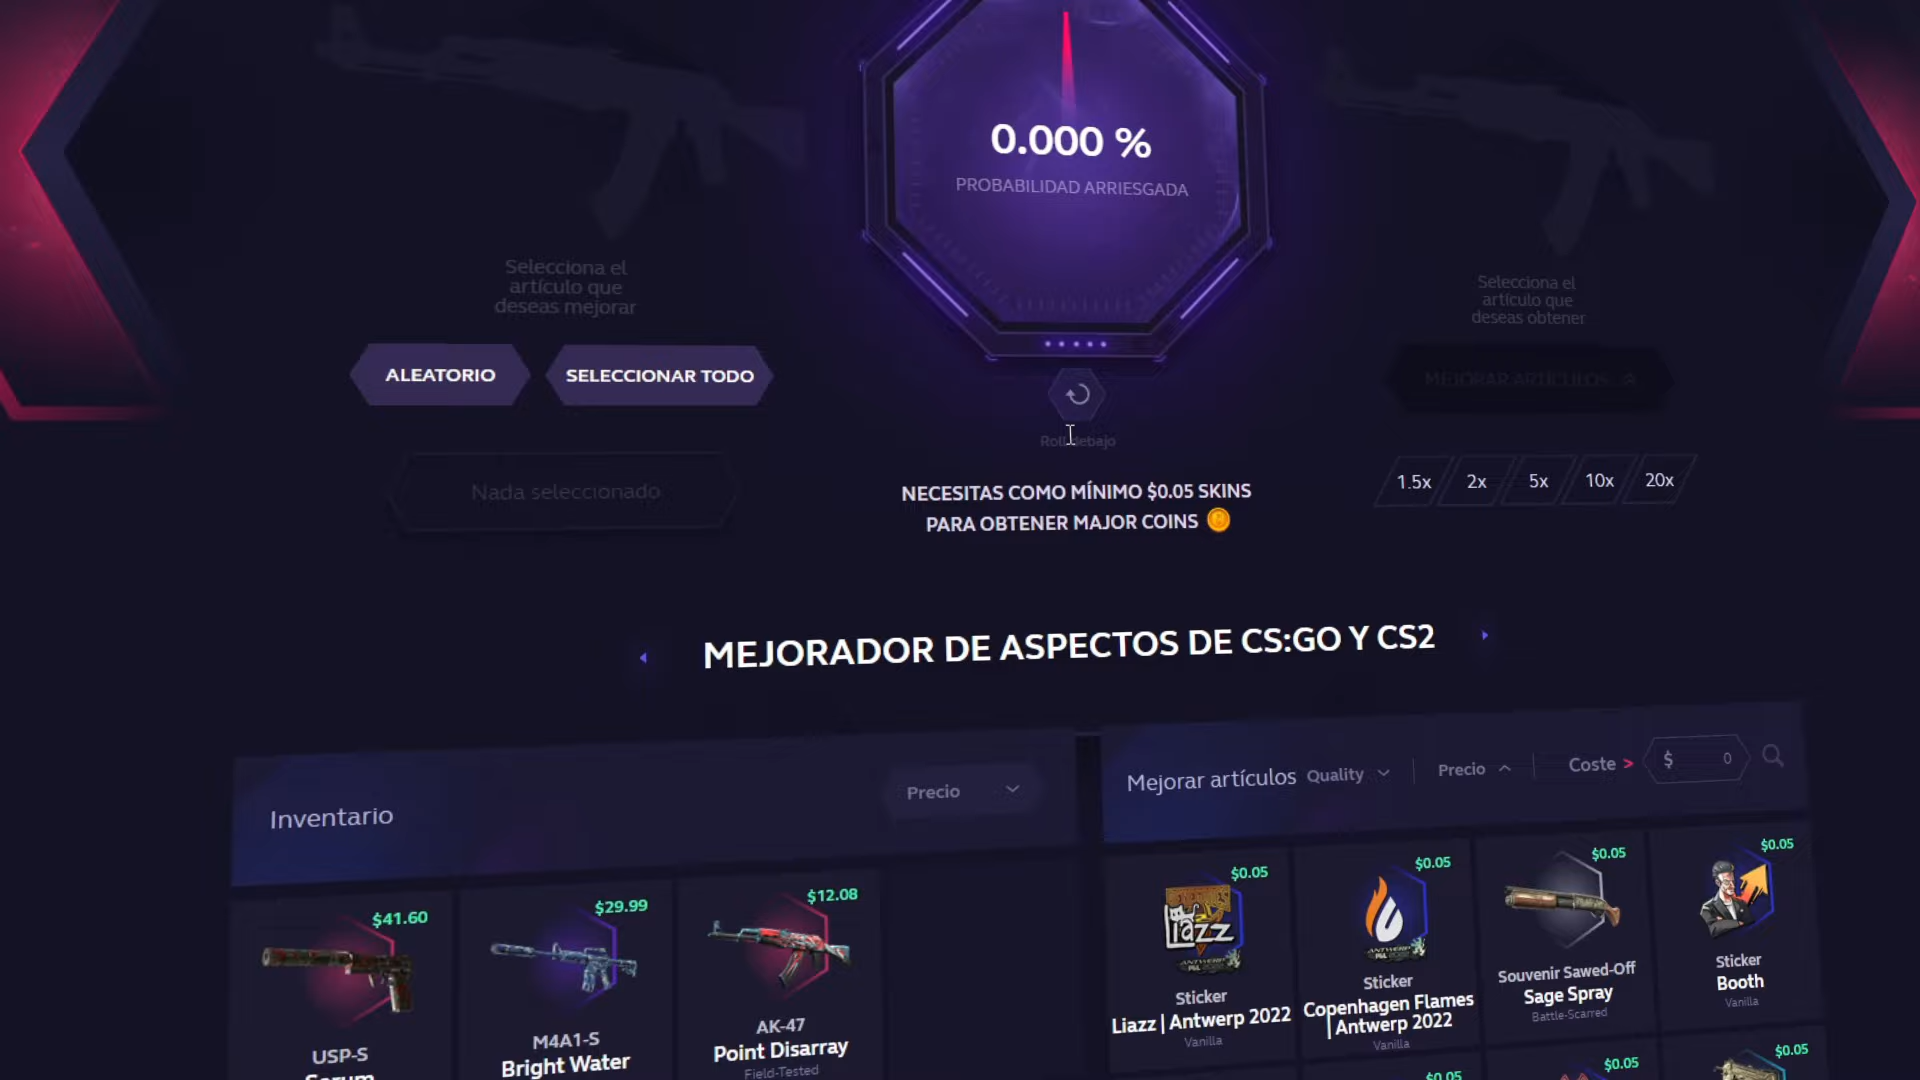 0.000 %
PROBABILIDAD ARRIESGADA
Selecciona el
artículo que
deseas mejorar
Selecciona el
artículo que
deseas obtener
ALEATORIO
SELECCIONAR TODO
MEJORAR ARTÍCULOS
Roll debajo
Nada seleccionado
1.5x
2x
5x
10x
20x
NECESITAS COMO MÍNIMO $0.05 SKINS
PARA OBTENER MAJOR COINS
MEJORADOR DE ASPECTOS DE CS:GO Y CS2
Inventario
Precio
Mejorar artículos
Quality
Precio
Coste >
$ 0
$41.60
USP-S
$29.99
M4A1-S
Bright Water
$12.08
AK-47
Point Disarray
Field-Tested
$0.05
Sticker
Liazz | Antwerp 2022
Vanilla
$0.05
Sticker
Copenhagen Flames
| Antwerp 2022
Vanilla
$0.05
Souvenir Sawed-Off
Sage Spray
Battle-Scarred
$0.05
Sticker
Booth
Vanilla
$0.05
$0.05
$0.05